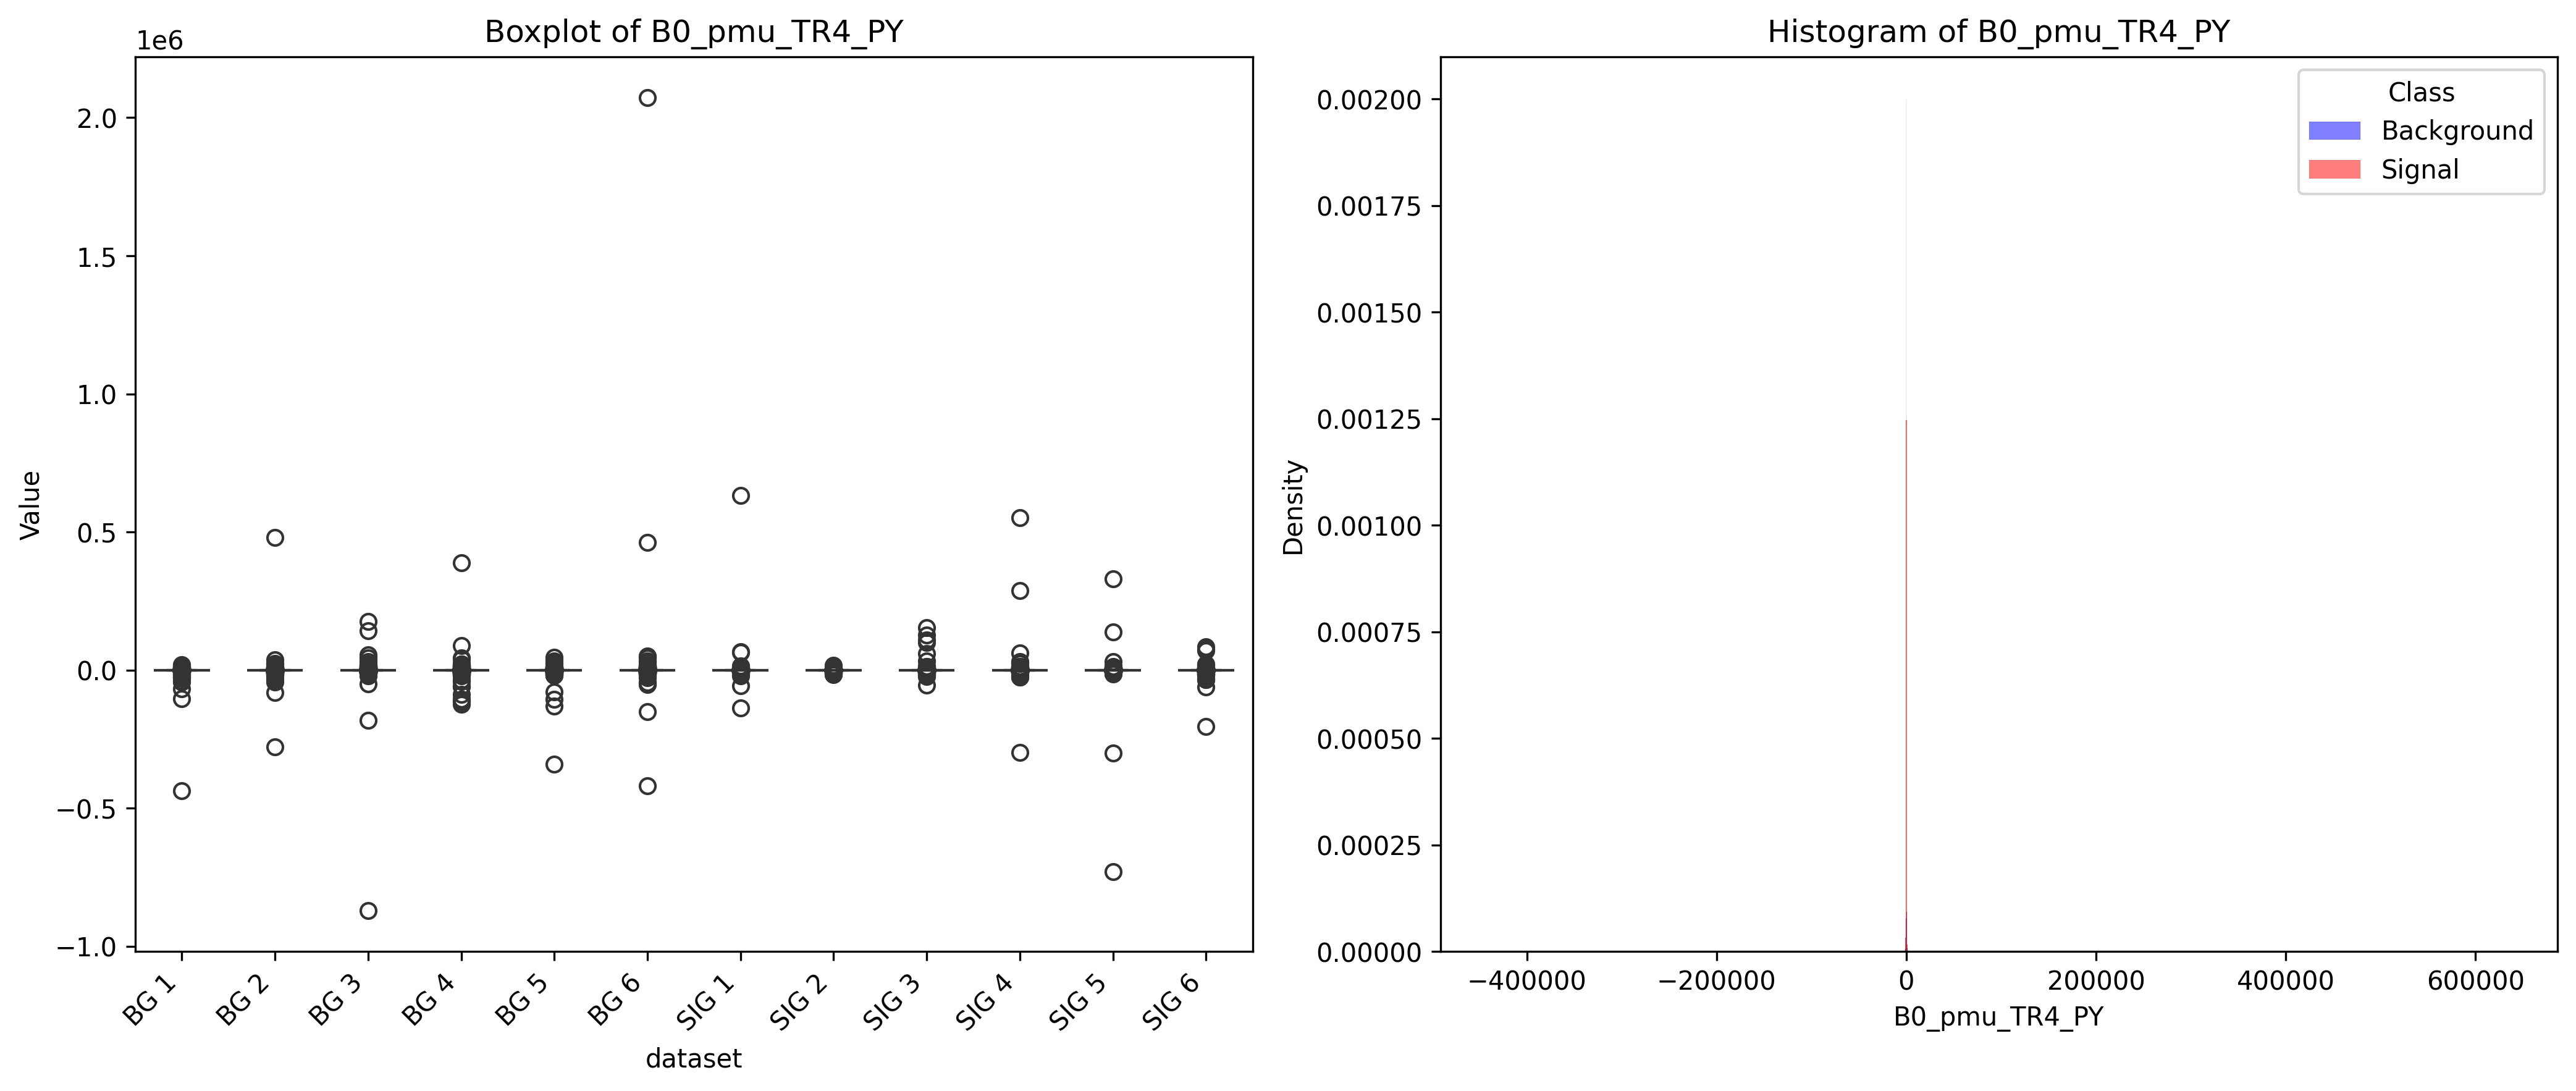 Boxplot of B0_pmu_TR4_PY
1e6
2.0
1.5
1.0
0.5
0.0
−0.5
−1.0
Value
BG 1
BG 2
BG 3
BG 4
BG 5
BG 6
SIG 1
SIG 2
SIG 3
SIG 4
SIG 5
SIG 6
dataset
Histogram of B0_pmu_TR4_PY
Class
Background
Signal
0.00200
0.00175
0.00150
0.00125
0.00100
0.00075
0.00050
0.00025
0.00000
Density
−400000
−200000
0
200000
400000
600000
B0_pmu_TR4_PY